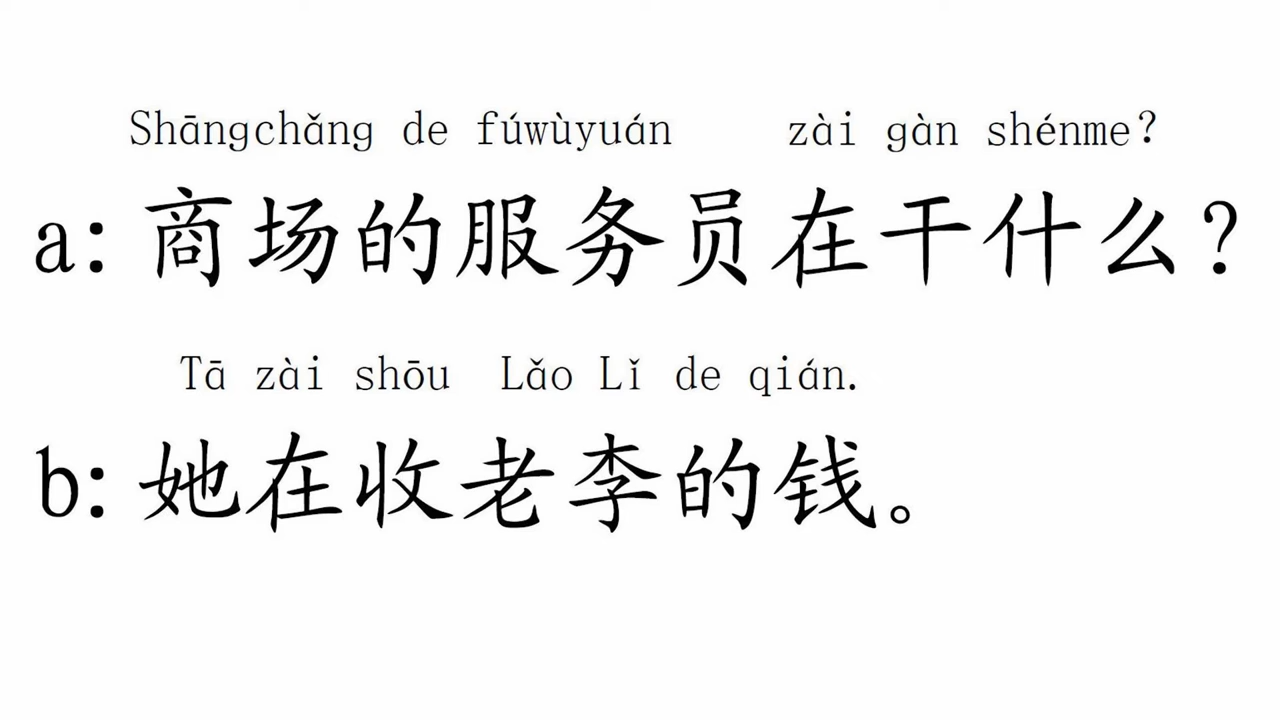 Shāngchǎng de fúwùyuán zài gàn shénme?
a: 商场的服务员在干什么?
Tā zài shōu Lǎo Lǐ de qián.
b: 她在收老李的钱。